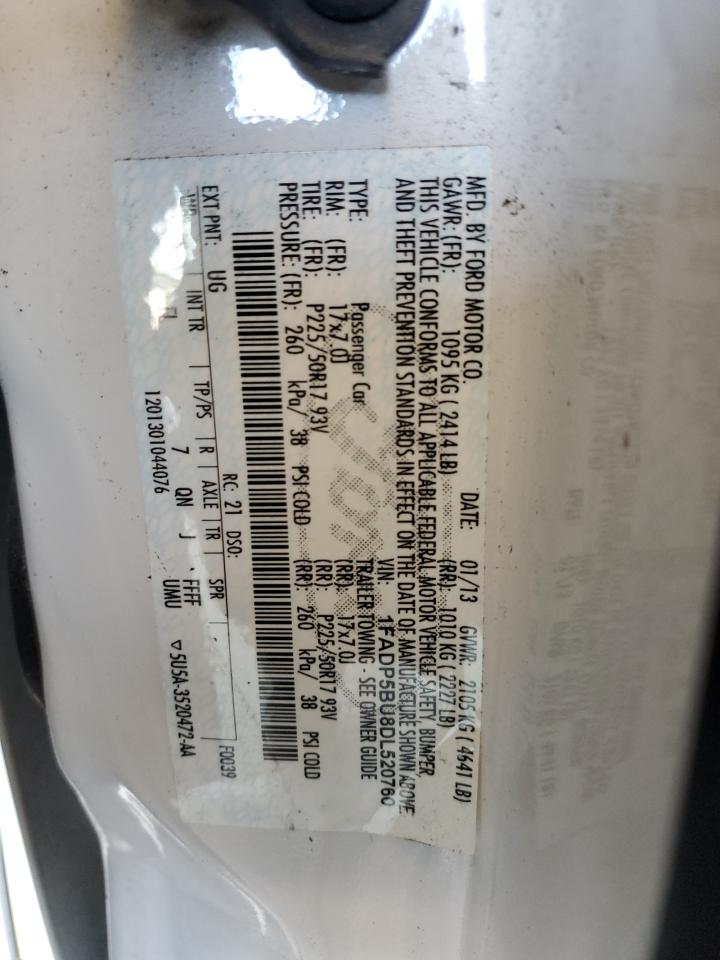 MFD. BY FORD MOTOR CO. DATE: 01/13 GVWR: 2105 KG ( 4641 LB)
GAWR: (FR): 1095 KG ( 2414 LB) (RR): 1010 KG ( 2227 LB)
THIS VEHICLE CONFORMS TO ALL APPLICABLE FEDERAL MOTOR VEHICLE SAFETY, BUMPER,
AND THEFT PREVENTION STANDARDS IN EFFECT ON THE DATE OF MANUFACTURE SHOWN ABOVE.
VIN: 1FADP5BU8DL520760
TYPE: Passenger Car TRAILER TOWING - SEE OWNER GUIDE
RIM: (FR): 17x7.0J (RR): 17x7.0J
TIRE: (FR): P225/50R17 93V (RR): P225/50R17 93V
PRESSURE: (FR): 260 kPa/ 38 PSI COLD (RR): 260 kPa/ 38 PSI COLD
F0039
EXT PNT: UG RC: 21 DSO:
WB INT TR TP/PS R AXLE TR SPR
FL 7 QN J FFFF
UMU
1201301044076 ▽5U5A-3520472-AA